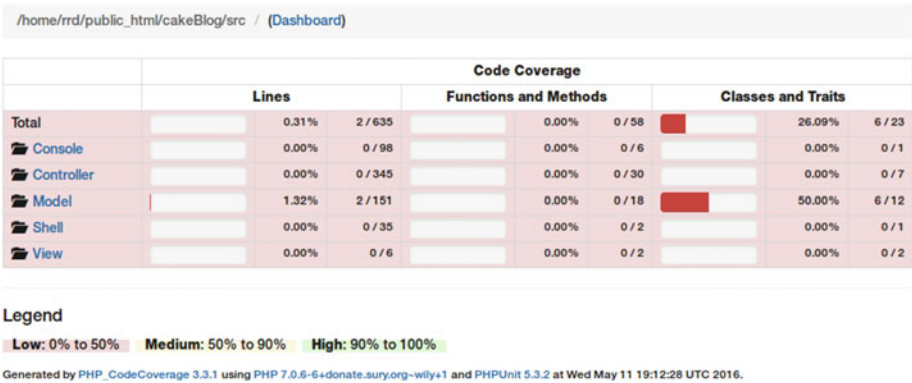 /home/rrd/public_html/cakeBlog/src / (Dashboard)
Code Coverage
Lines Functions and Methods Classes and Traits
Total 0.31% 2 / 635 0.00% 0 / 58 26.09% 6 / 23
Console 0.00% 0 / 98 0.00% 0 / 6 0.00% 0 / 1
Controller 0.00% 0 / 345 0.00% 0 / 30 0.00% 0 / 7
Model 1.32% 2 / 151 0.00% 0 / 18 50.00% 6 / 12
Shell 0.00% 0 / 35 0.00% 0 / 2 0.00% 0 / 1
View 0.00% 0 / 6 0.00% 0 / 2 0.00% 0 / 2
Legend
Low: 0% to 50% Medium: 50% to 90% High: 90% to 100%
Generated by PHP_CodeCoverage 3.3.1 using PHP 7.0.6-6+donate.sury.org~wily+1 and PHPUnit 5.3.2 at Wed May 11 19:12:28 UTC 2016.